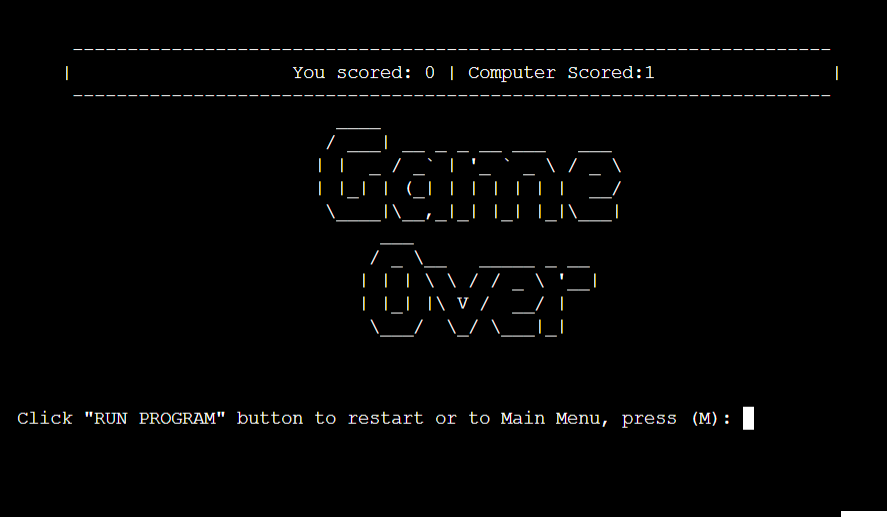 You scored: 0 | Computer Scored:1
Game
Over
Click "RUN PROGRAM" button to restart or to Main Menu, press (M):